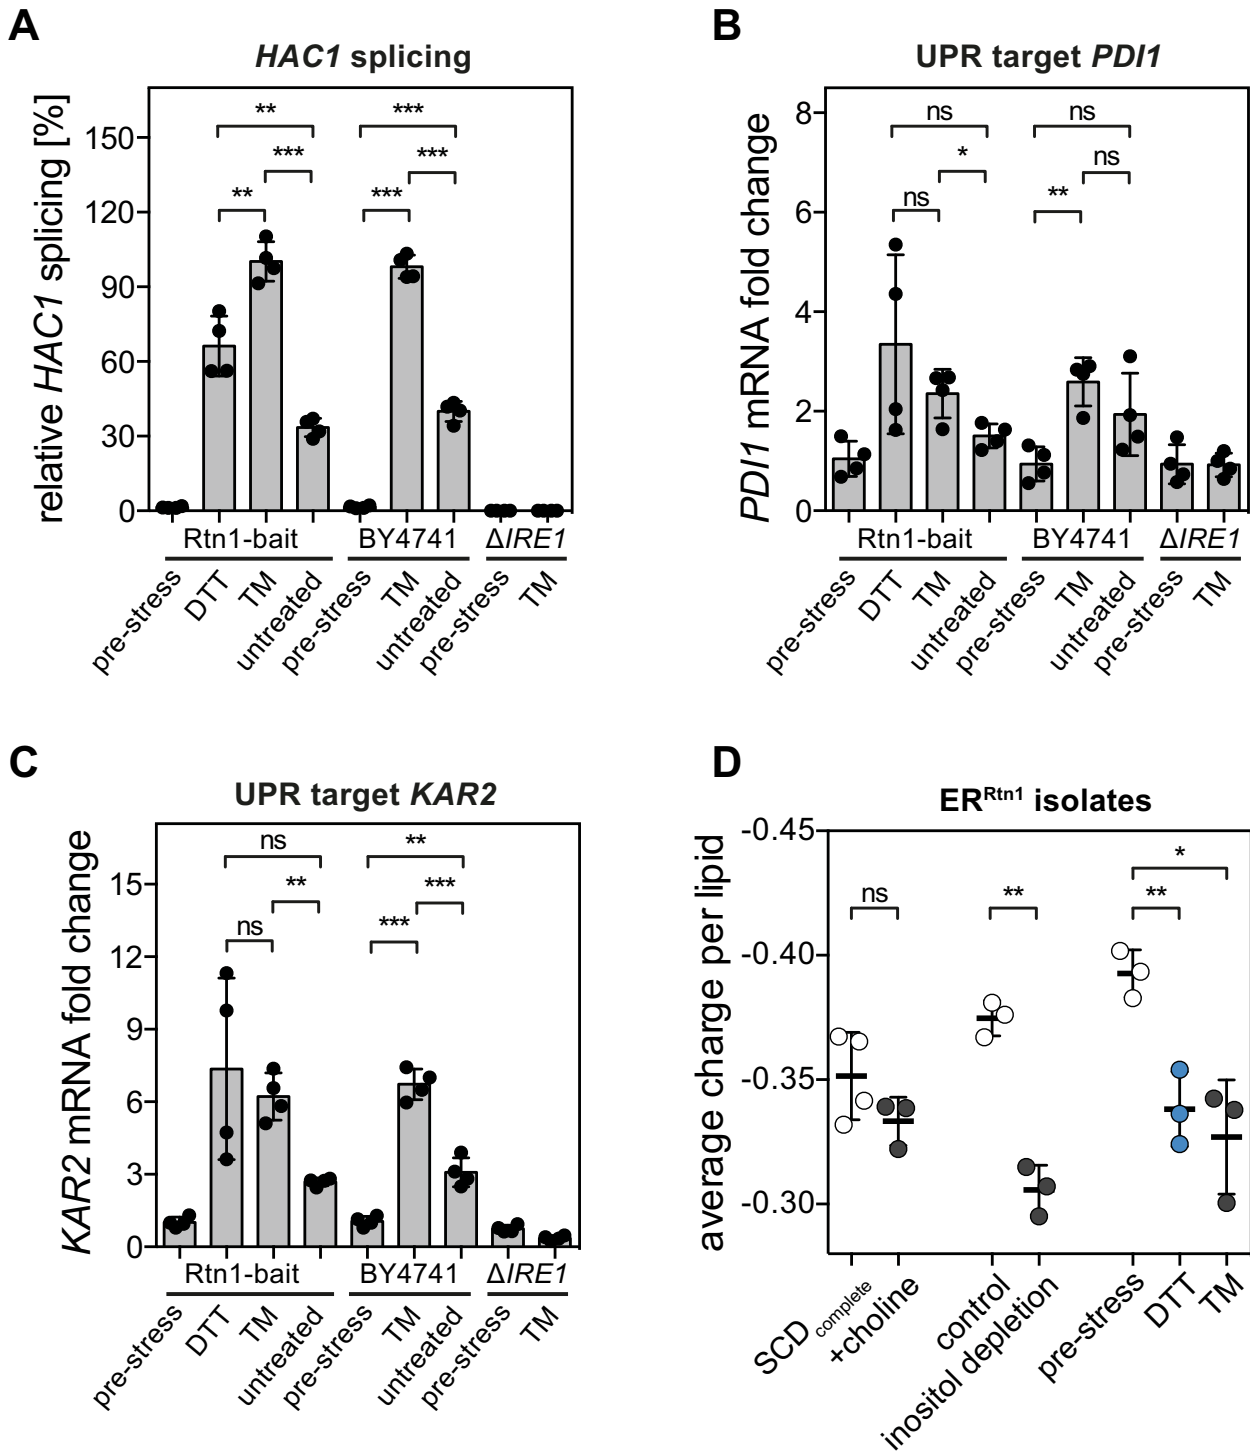 A
HAC1 splicing
relative HAC1 splicing [%]
150
120
90
60
30
0
** ***
*** ***
** ***
Rtn1-bait BY4741 ΔIRE1
pre-stress DTT TM untreated pre-stress TM untreated pre-stress TM
B
UPR target PDI1
PDI1 mRNA fold change
8
6
4
2
0
ns ns
* ns
ns **
Rtn1-bait BY4741 ΔIRE1
pre-stress DTT TM untreated pre-stress TM untreated pre-stress TM
C
UPR target KAR2
KAR2 mRNA fold change
15
12
9
6
3
0
ns **
** ***
ns ***
Rtn1-bait BY4741 ΔIRE1
pre-stress DTT TM untreated pre-stress TM untreated pre-stress TM
D
ER^Rtn1 isolates
average charge per lipid
-0.45
-0.40
-0.35
-0.30
*
ns ** **
SCD complete +choline control inositol depletion pre-stress DTT TM